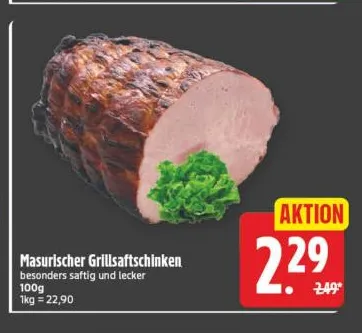 Masurischer Grillsaftschinken
besonders saftig und lecker
100g
1kg = 22,90
AKTION
2.29
2.49*